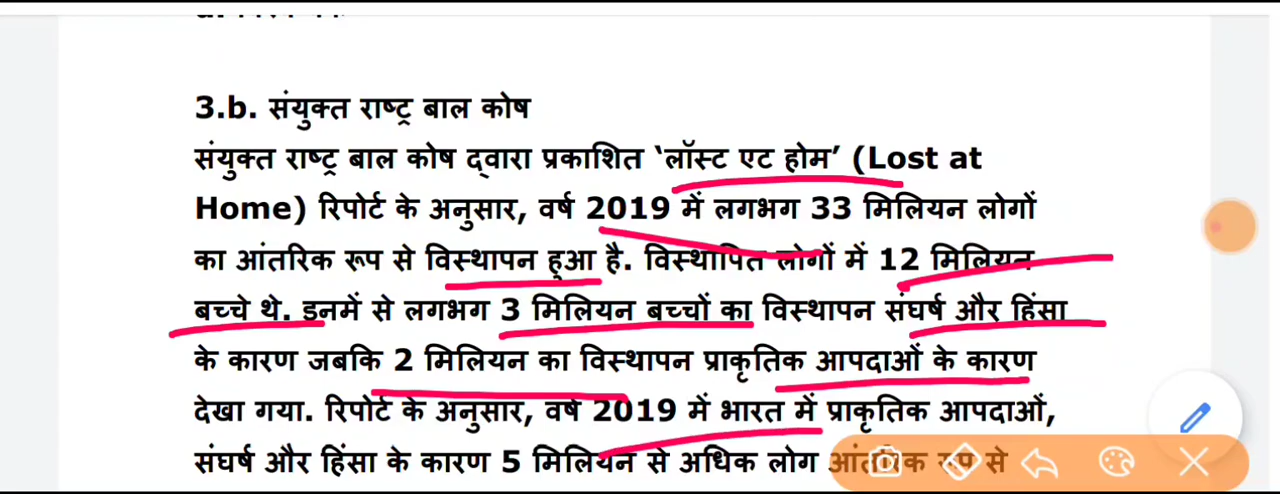 3.b. संयुक्त राष्ट्र बाल कोष
संयुक्त राष्ट्र बाल कोष द्वारा प्रकाशित 'लॉस्ट एट होम' (Lost at
Home) रिपोर्ट के अनुसार, वर्ष 2019 में लगभग 33 मिलियन लोगों
का आंतरिक रूप से विस्थापन हुआ है. विस्थापित लोगों में 12 मिलियन
बच्चे थे. इनमें से लगभग 3 मिलियन बच्चों का विस्थापन संघर्ष और हिंसा
के कारण जबकि 2 मिलियन का विस्थापन प्राकृतिक आपदाओं के कारण
देखा गया. रिपोर्ट के अनुसार, वर्ष 2019 में भारत में प्राकृतिक आपदाओं,
संघर्ष और हिंसा के कारण 5 मिलियन से अधिक लोग आंतरिक रूप से